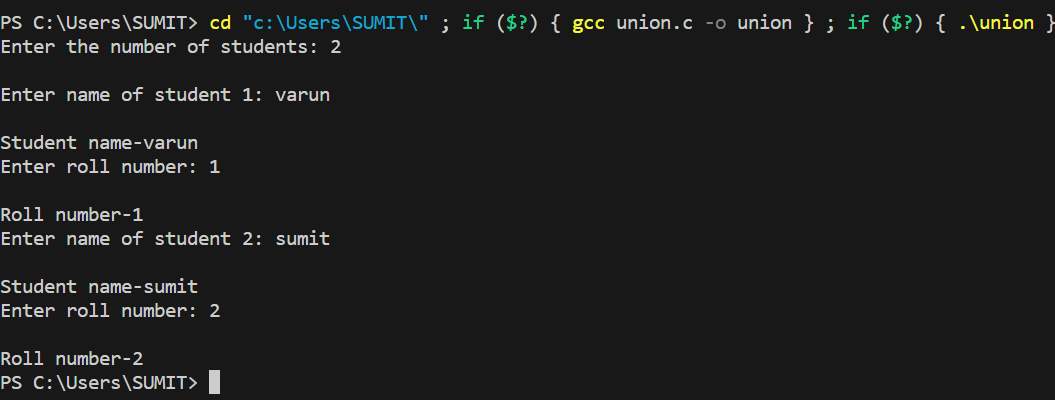 PS C:\Users\SUMIT> cd "c:\Users\SUMIT\" ; if ($?) { gcc union.c -o union } ; if ($?) { .\union }
Enter the number of students: 2
Enter name of student 1: varun
Student name-varun
Enter roll number: 1
Roll number-1
Enter name of student 2: sumit
Student name-sumit
Enter roll number: 2
Roll number-2
PS C:\Users\SUMIT>